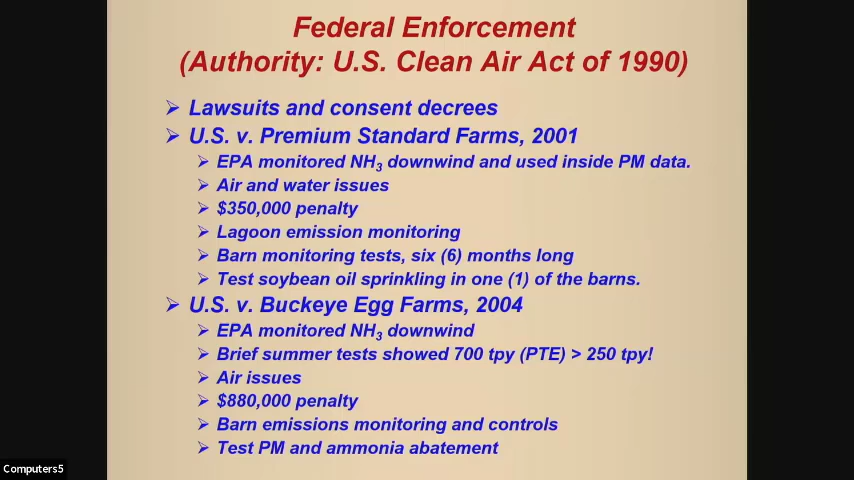 Federal Enforcement
(Authority: U.S. Clean Air Act of 1990)
➢ Lawsuits and consent decrees
➢ U.S. v. Premium Standard Farms, 2001
➢ EPA monitored NH₃ downwind and used inside PM data.
➢ Air and water issues
➢ $350,000 penalty
➢ Lagoon emission monitoring
➢ Barn monitoring tests, six (6) months long
➢ Test soybean oil sprinkling in one (1) of the barns.
➢ U.S. v. Buckeye Egg Farms, 2004
➢ EPA monitored NH₃ downwind
➢ Brief summer tests showed 700 tpy (PTE) > 250 tpy!
➢ Air issues
➢ $880,000 penalty
➢ Barn emissions monitoring and controls
➢ Test PM and ammonia abatement
Computers5